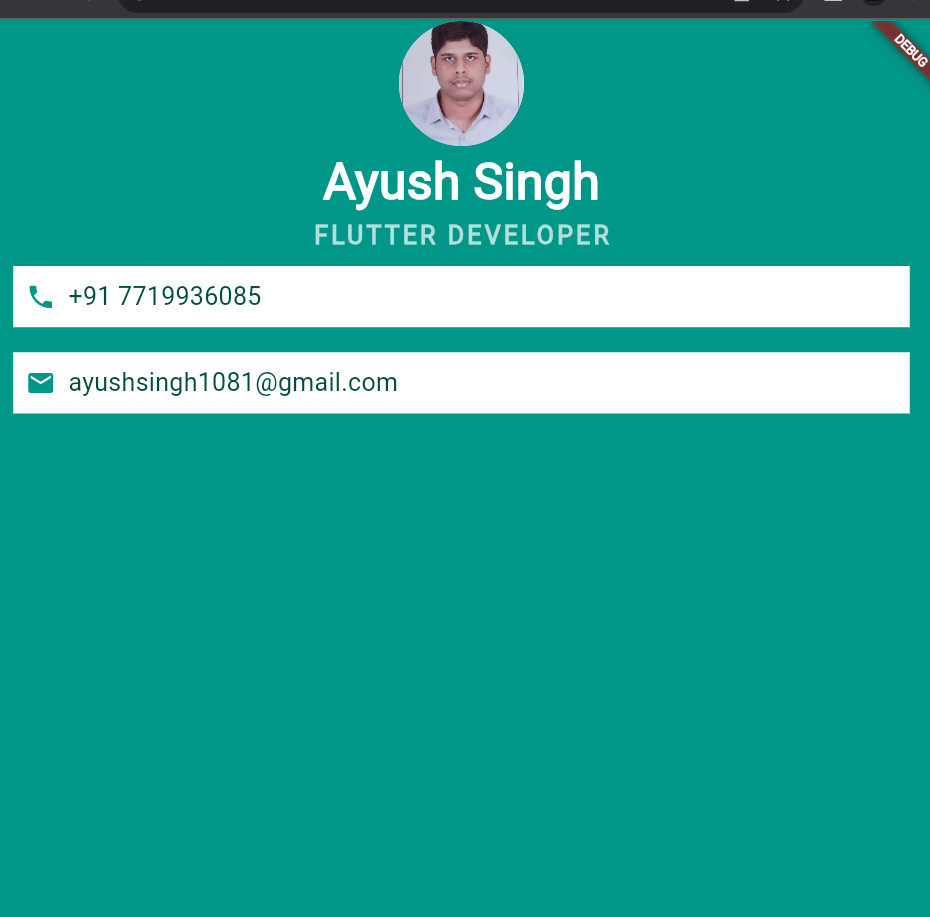 DEBUG
Ayush Singh
FLUTTER DEVELOPER
+91 7719936085
ayushsingh1081@gmail.com